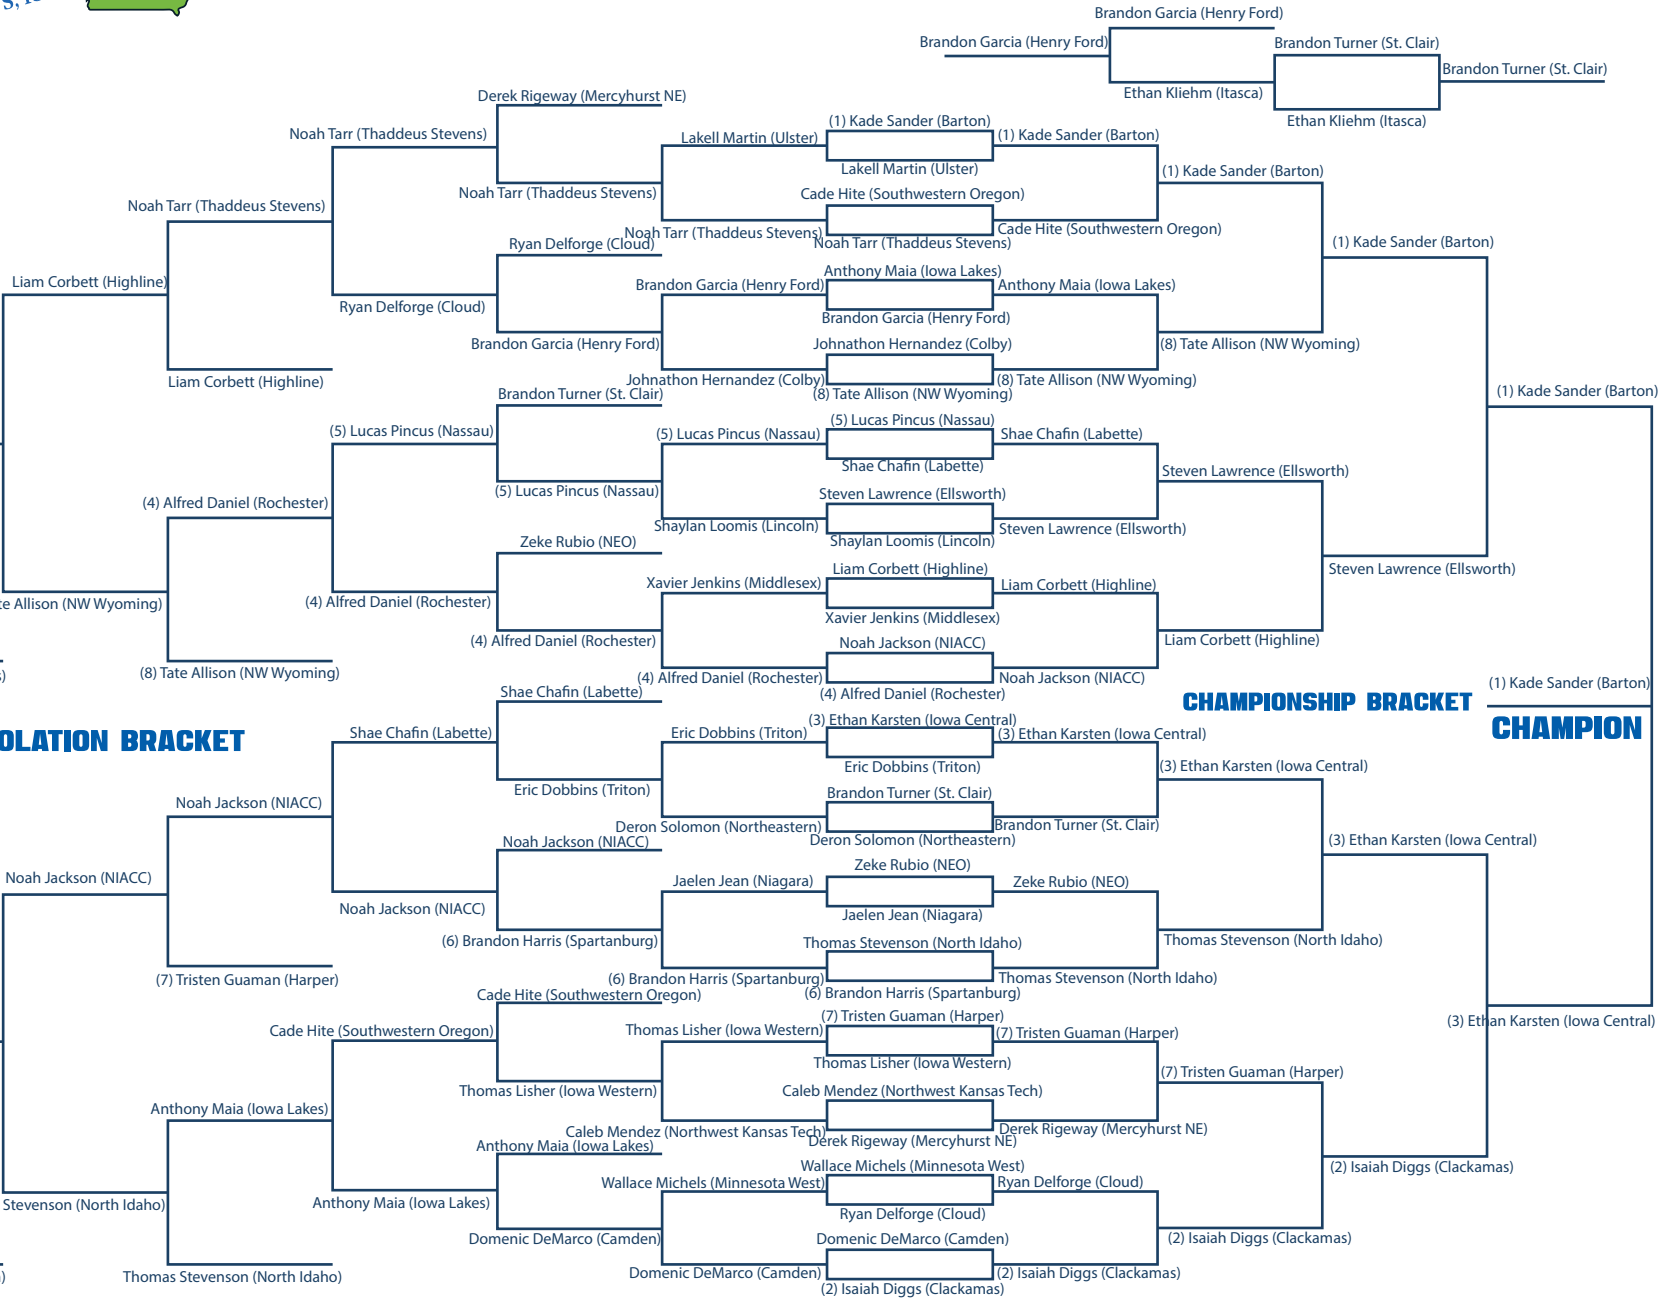 Brandon Garcia (Henry Ford)
Brandon Garcia (Henry Ford)
Brandon Turner (St. Clair)
Brandon Turner (St. Clair)
Ethan Kliehm (Itasca)
Ethan Kliehm (Itasca)
Derek Rigeway (Mercyhurst NE)
Noah Tarr (Thaddeus Stevens)
Lakell Martin (Ulster)
(1) Kade Sander (Barton)
(1) Kade Sander (Barton)
Lakell Martin (Ulster)
(1) Kade Sander (Barton)
Noah Tarr (Thaddeus Stevens)
Cade Hite (Southwestern Oregon)
Noah Tarr (Thaddeus Stevens)
Noah Tarr (Thaddeus Stevens)
Cade Hite (Southwestern Oregon)
Ryan Delforge (Cloud)
Noah Tarr (Thaddeus Stevens)
(1) Kade Sander (Barton)
Liam Corbett (Highline)
Anthony Maia (Iowa Lakes)
Brandon Garcia (Henry Ford)
Anthony Maia (Iowa Lakes)
Ryan Delforge (Cloud)
Brandon Garcia (Henry Ford)
Brandon Garcia (Henry Ford)
Johnathon Hernandez (Colby)
(8) Tate Allison (NW Wyoming)
Liam Corbett (Highline)
Johnathon Hernandez (Colby)
(8) Tate Allison (NW Wyoming)
Brandon Turner (St. Clair)
(8) Tate Allison (NW Wyoming)
(1) Kade Sander (Barton)
(5) Lucas Pincus (Nassau)
(5) Lucas Pincus (Nassau)
(5) Lucas Pincus (Nassau)
Shae Chafin (Labette)
Shae Chafin (Labette)
Steven Lawrence (Ellsworth)
(5) Lucas Pincus (Nassau)
Steven Lawrence (Ellsworth)
(4) Alfred Daniel (Rochester)
Shaylan Loomis (Lincoln)
Steven Lawrence (Ellsworth)
Zeke Rubio (NEO)
Shaylan Loomis (Lincoln)
Liam Corbett (Highline)
Steven Lawrence (Ellsworth)
Xavier Jenkins (Middlesex)
Liam Corbett (Highline)
te Allison (NW Wyoming)
(4) Alfred Daniel (Rochester)
Xavier Jenkins (Middlesex)
(4) Alfred Daniel (Rochester)
Noah Jackson (NIACC)
Liam Corbett (Highline)
(8) Tate Allison (NW Wyoming)
(4) Alfred Daniel (Rochester)
Noah Jackson (NIACC)
(1) Kade Sander (Barton)
Shae Chafin (Labette)
(4) Alfred Daniel (Rochester)
CHAMPIONSHIP BRACKET
CHAMPION
(3) Ethan Karsten (Iowa Central)
OLATION BRACKET
Shae Chafin (Labette)
Eric Dobbins (Triton)
(3) Ethan Karsten (Iowa Central)
Eric Dobbins (Triton)
(3) Ethan Karsten (Iowa Central)
Eric Dobbins (Triton)
Brandon Turner (St. Clair)
Noah Jackson (NIACC)
Deron Solomon (Northeastern)
Brandon Turner (St. Clair)
Noah Jackson (NIACC)
Deron Solomon (Northeastern)
(3) Ethan Karsten (Iowa Central)
Zeke Rubio (NEO)
Noah Jackson (NIACC)
Jaelen Jean (Niagara)
Zeke Rubio (NEO)
Noah Jackson (NIACC)
Jaelen Jean (Niagara)
(6) Brandon Harris (Spartanburg)
Thomas Stevenson (North Idaho)
Thomas Stevenson (North Idaho)
(7) Tristen Guaman (Harper)
(6) Brandon Harris (Spartanburg)
Thomas Stevenson (North Idaho)
Cade Hite (Southwestern Oregon)
(6) Brandon Harris (Spartanburg)
(7) Tristen Guaman (Harper)
(3) Ethan Karsten (Iowa Central)
Cade Hite (Southwestern Oregon)
Thomas Lisher (Iowa Western)
(7) Tristen Guaman (Harper)
Thomas Lisher (Iowa Western)
(7) Tristen Guaman (Harper)
Thomas Lisher (Iowa Western)
Caleb Mendez (Northwest Kansas Tech)
Anthony Maia (Iowa Lakes)
Caleb Mendez (Northwest Kansas Tech)
Derek Rigeway (Mercyhurst NE)
Derek Rigeway (Mercyhurst NE)
Anthony Maia (Iowa Lakes)
Wallace Michels (Minnesota West)
(2) Isaiah Diggs (Clackamas)
Wallace Michels (Minnesota West)
Ryan Delforge (Cloud)
Stevenson (North Idaho)
Anthony Maia (Iowa Lakes)
Ryan Delforge (Cloud)
Domenic DeMarco (Camden)
Domenic DeMarco (Camden)
(2) Isaiah Diggs (Clackamas)
Thomas Stevenson (North Idaho)
Domenic DeMarco (Camden)
(2) Isaiah Diggs (Clackamas)
(2) Isaiah Diggs (Clackamas)